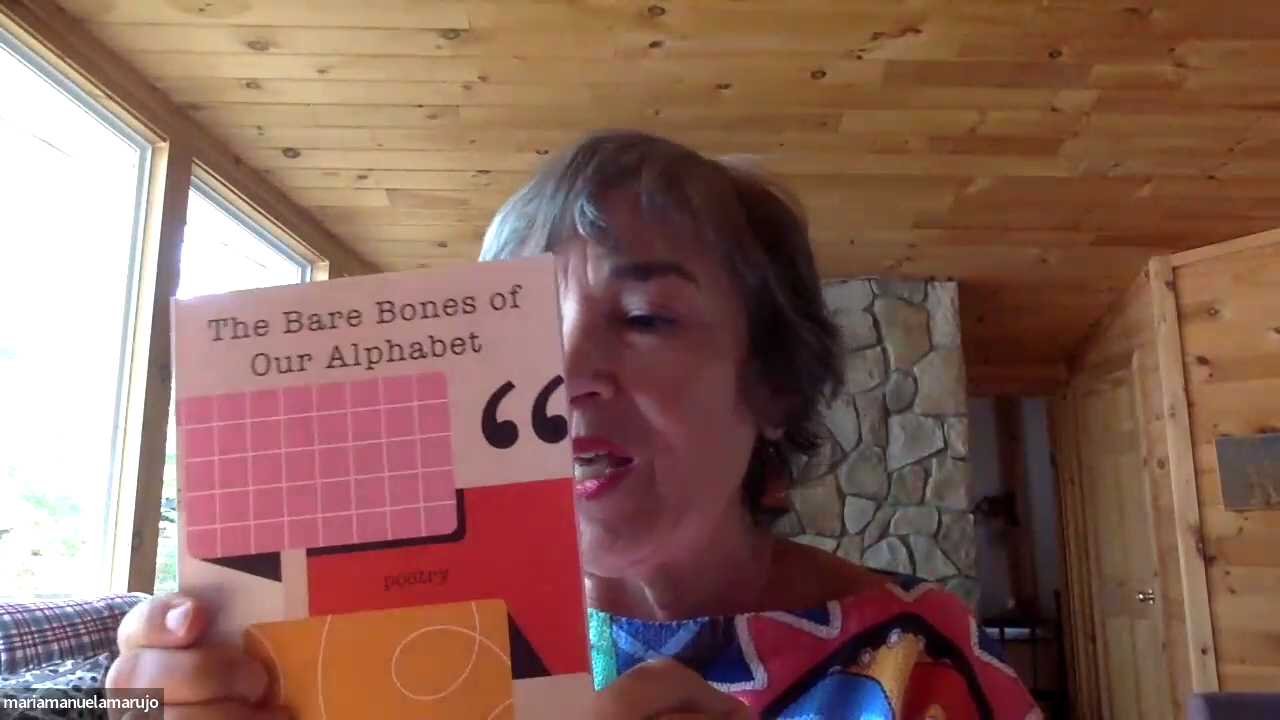 The Bare Bones of
Our Alphabet
“
poetry
mariamanuelamarujo